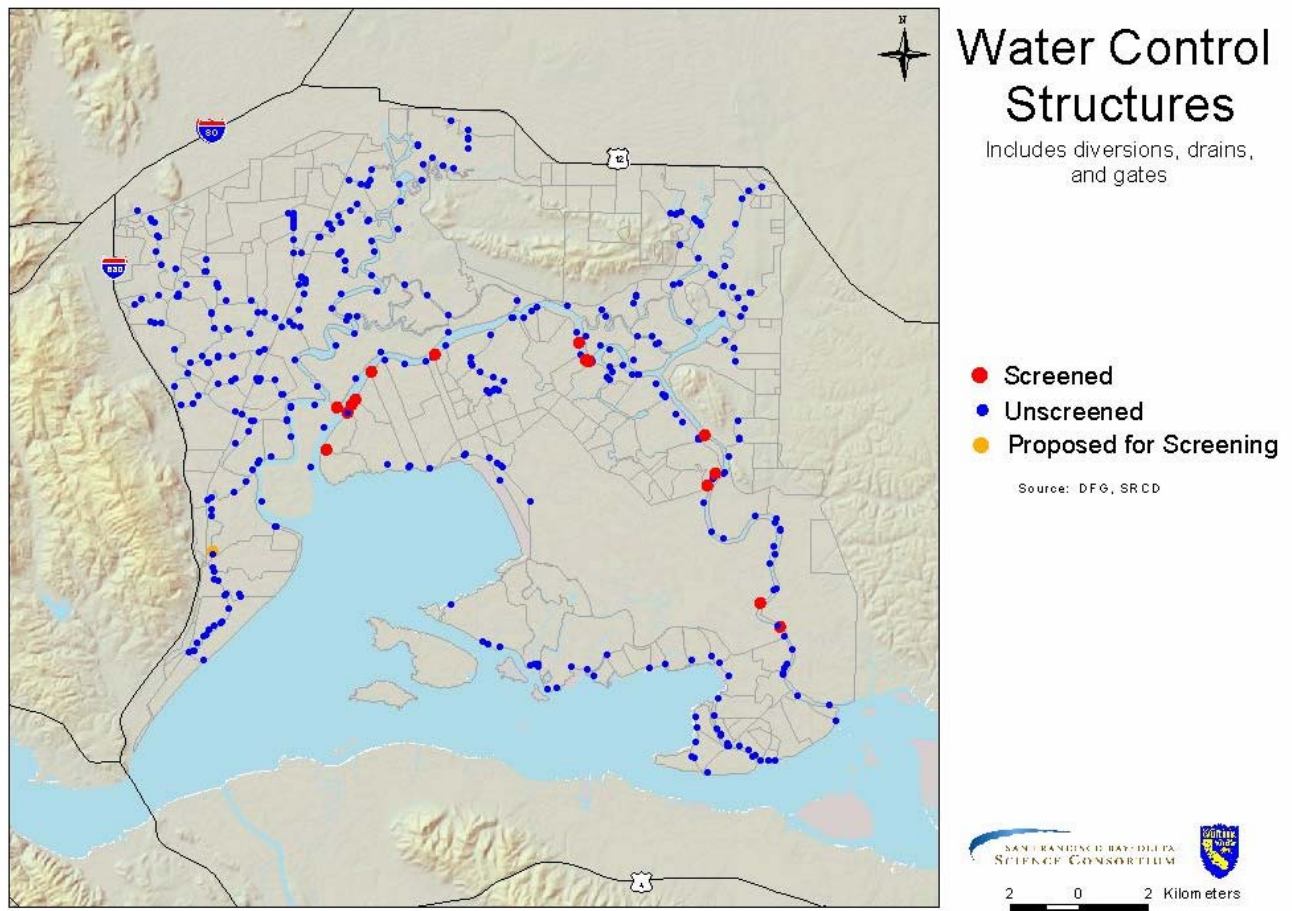 Water Control
Structures
Includes diversions, drains,
and gates
N
80
12
680
Screened
Unscreened
Proposed for Screening
Source: DFG, SRCD
SAN FRANCISCO BAY-DELTA
SCIENCE CONSORTIUM
2 0 2 Kilometers
4